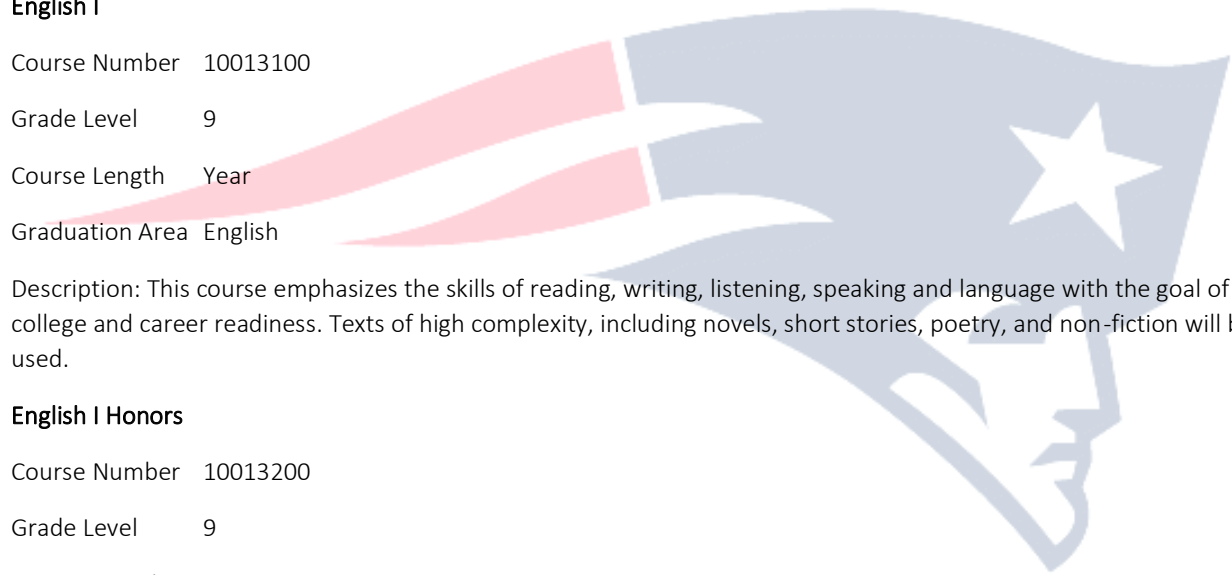 English I
Course Number 10013100
Grade Level 9
Course Length Year
Graduation Area English
Description: This course emphasizes the skills of reading, writing, listening, speaking and language with the goal of
college and career readiness. Texts of high complexity, including novels, short stories, poetry, and non-fiction will
used.
English I Honors
Course Number 10013200
Grade Level 9